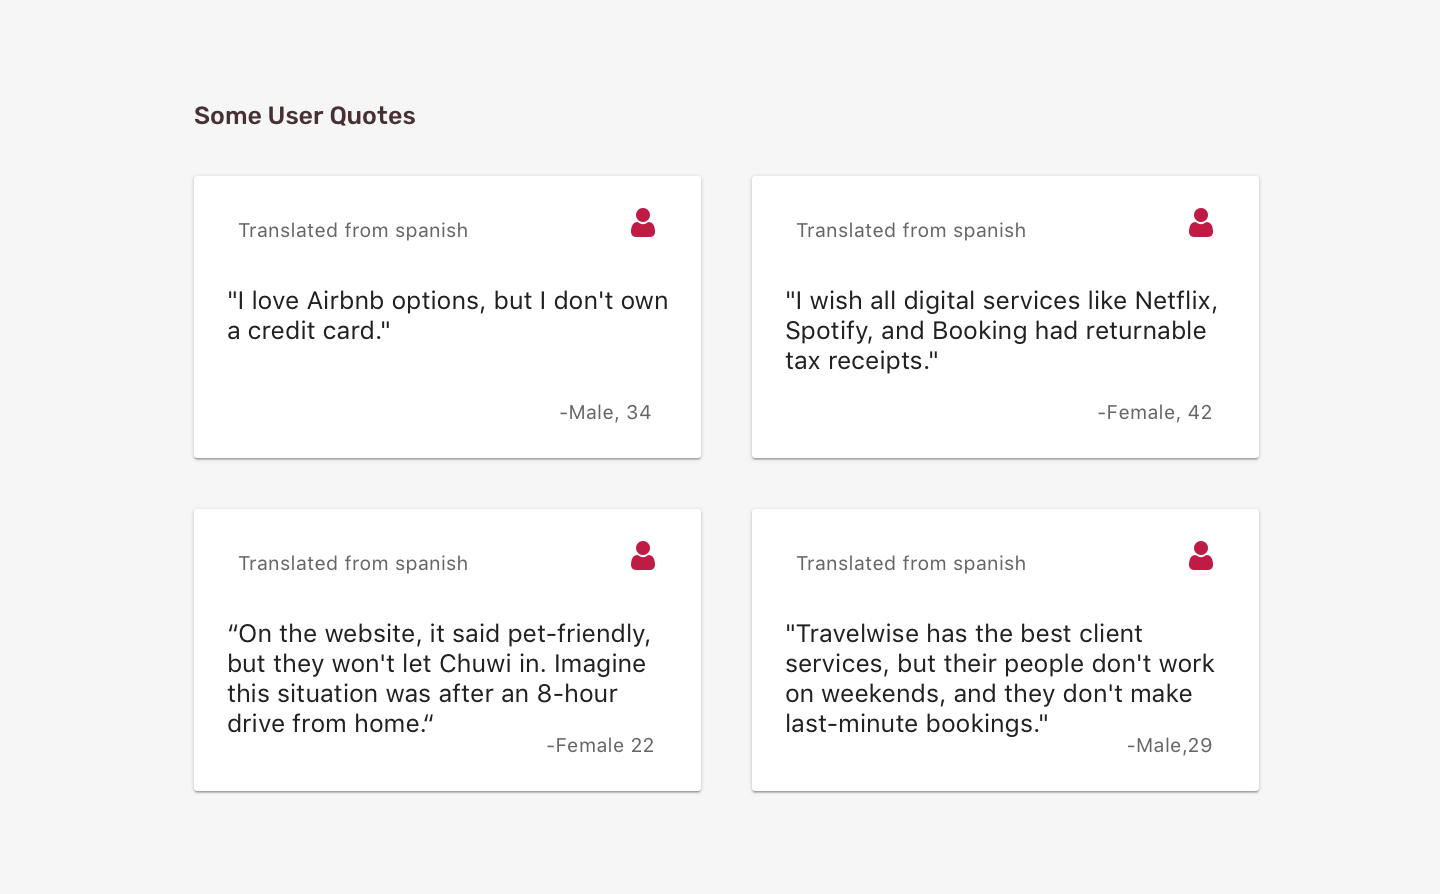 Some User Quotes
Translated from spanish
"I love Airbnb options, but I don't own
a credit card."
-Male, 34
Translated from spanish
"I wish all digital services like Netflix,
Spotify, and Booking had returnable
tax receipts."
-Female, 42
Translated from spanish
“On the website, it said pet-friendly,
but they won't let Chuwi in. Imagine
this situation was after an 8-hour
drive from home.“
-Female 22
Translated from spanish
"Travelwise has the best client
services, but their people don't work
on weekends, and they don't make
last-minute bookings."
-Male,29